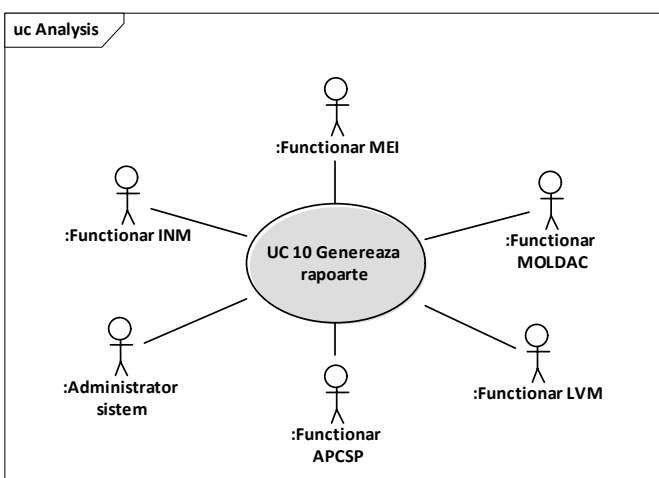 uc Analysis
:Functionar MEI
:Functionar INM
:Functionar
MOLDAC
UC 10 Genereaza
rapoarte
:Administrator
sistem
:Functionar LVM
:Functionar
APCSP